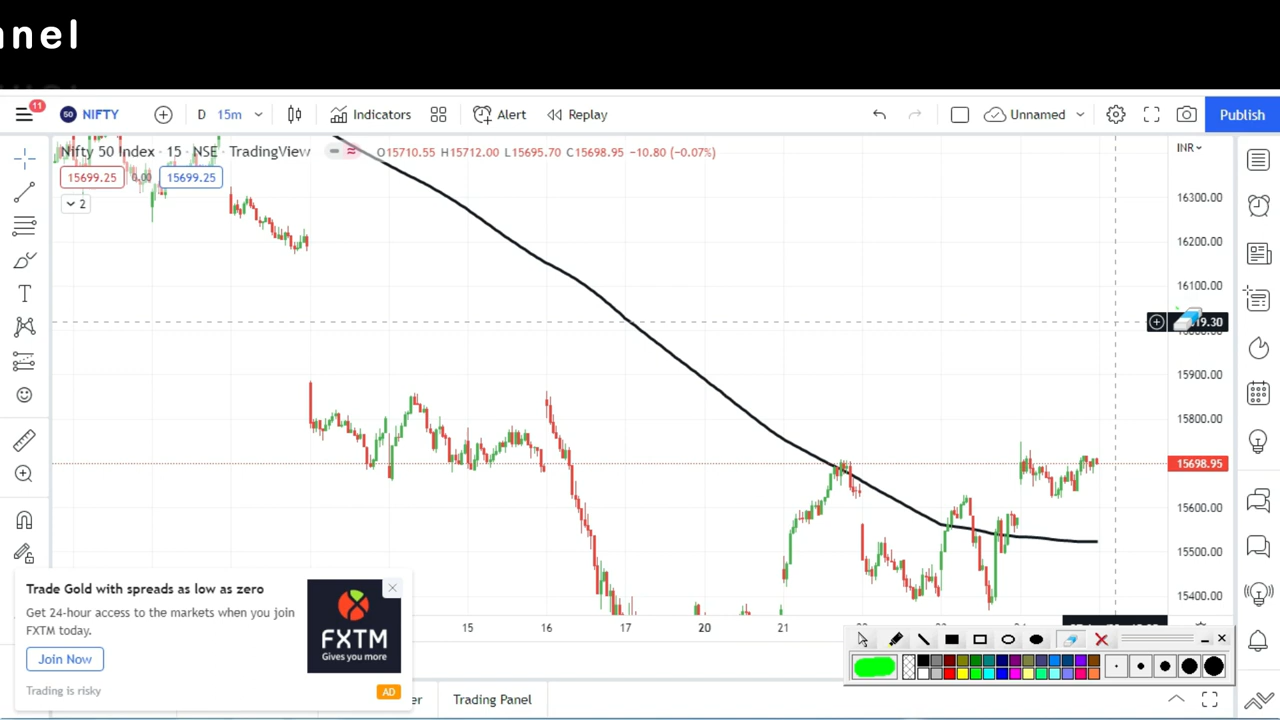 anel
11
50 NIFTY D 15m Indicators Alert Replay Unnamed Publish
Nifty 50 Index · 15 · NSE · TradingView O15710.55 H15712.00 L15695.70 C15698.95 −10.80 (−0.07%) INR
15699.25 0.00 15699.25
2
16300.00
16200.00
16100.00
19.30
15900.00
15800.00
15698.95
15600.00
15500.00
15400.00
15 16 17 20 21
Trade Gold with spreads as low as zero
Get 24-hour access to the markets when you join
FXTM today.
FXTM
Gives you more
Join Now
Trading is risky
AD
er Trading Panel